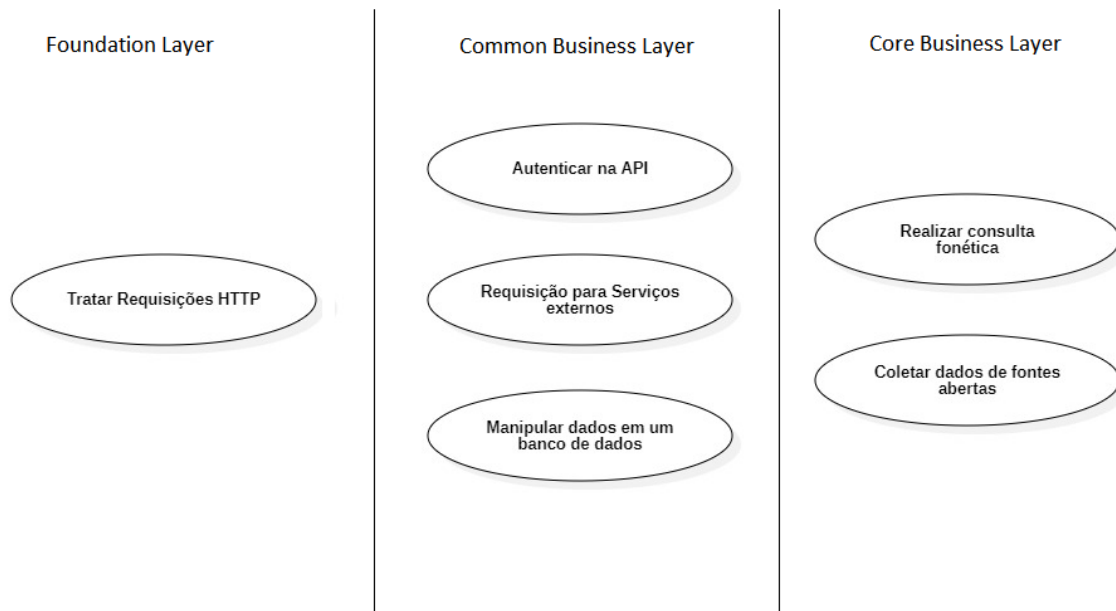 Foundation Layer
Common Business Layer
Core Business Layer
Autenticar na API
Realizar consulta
fonética
Tratar Requisições HTTP
Requisição para Serviços
externos
Coletar dados de fontes
abertas
Manipular dados em um
banco de dados